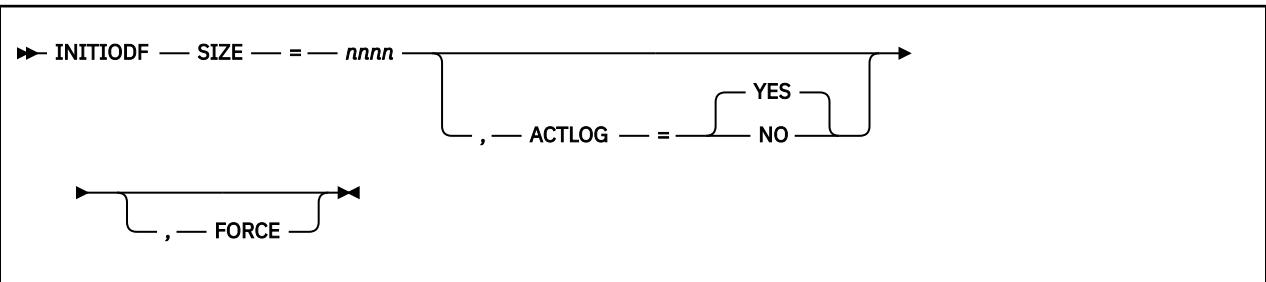 INITIODF SIZE = nnnn
YES
, ACTLOG = NO
, FORCE